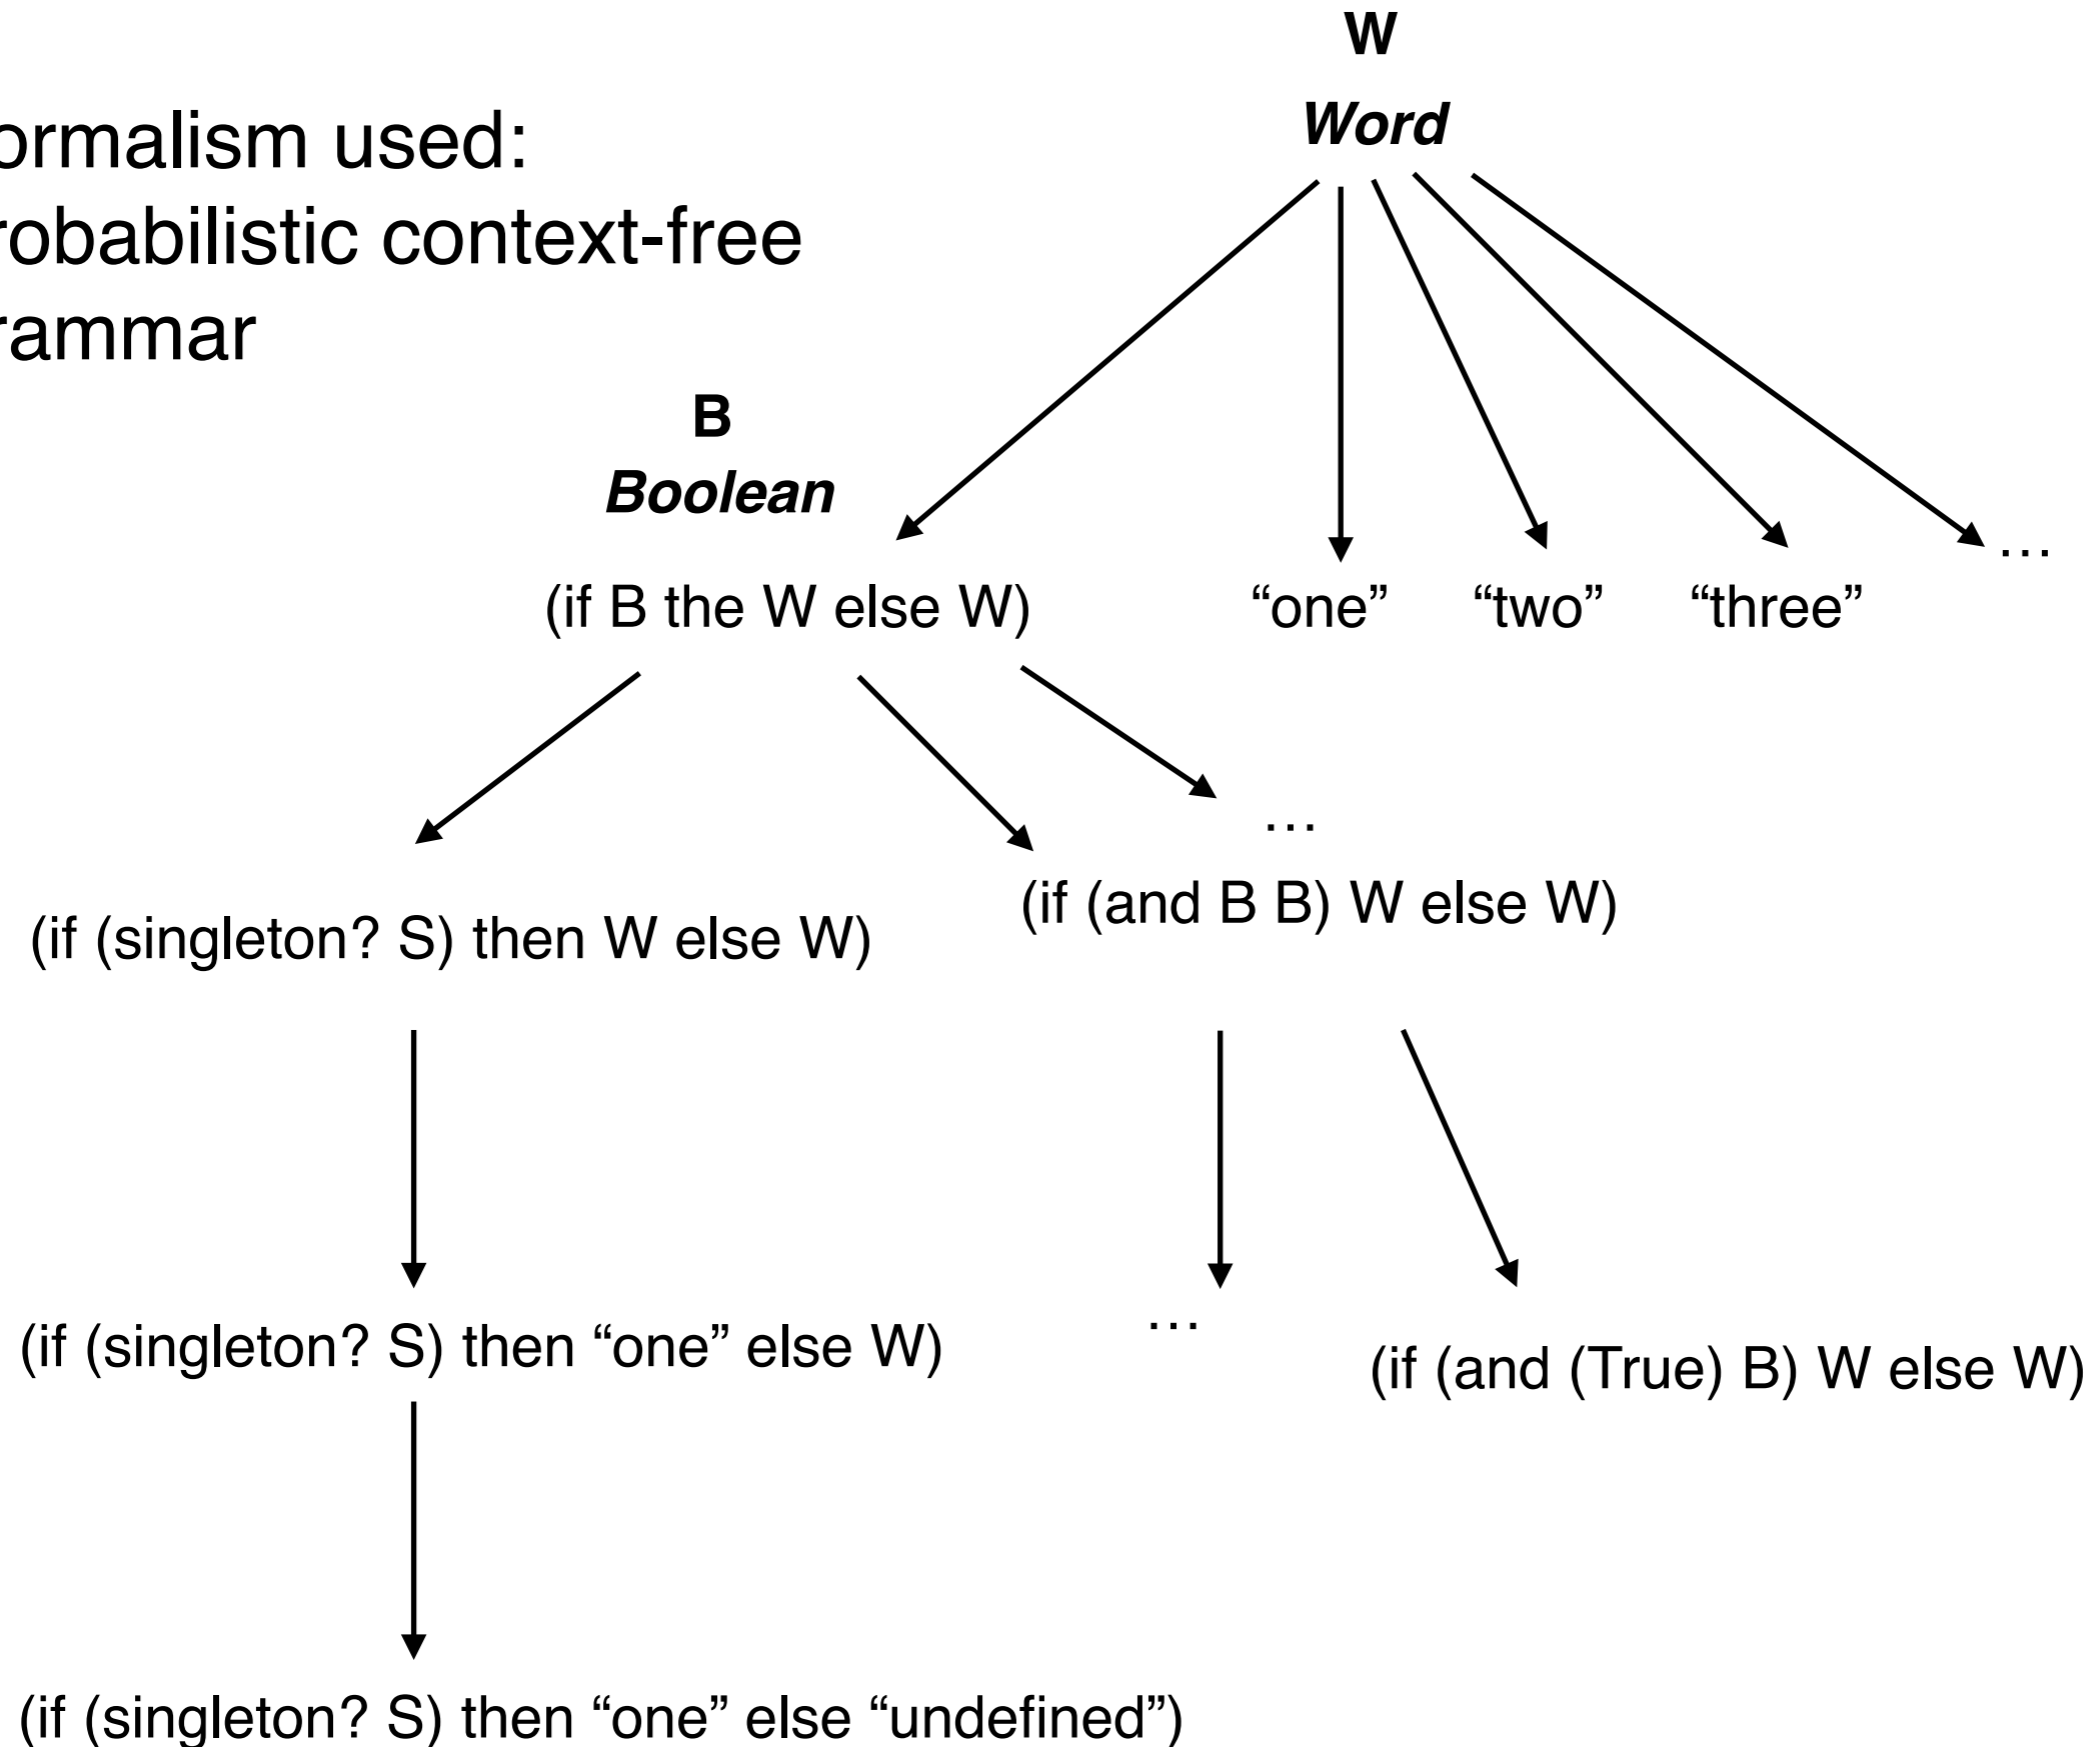 W
Word
ormalism used:
robabilistic context-free
rammar
B
Boolean
(if B the W else W)
“one” “two” “three” …
…
(if (singleton? S) then W else W)
(if (and B B) W else W)
(if (singleton? S) then “one” else W)
…
(if (and (True) B) W else W)
(if (singleton? S) then “one” else “undefined”)